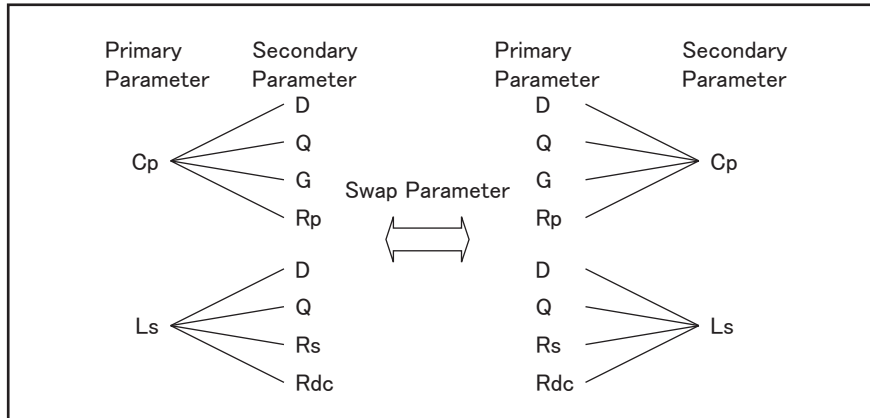 Primary Parameter Secondary Parameter Primary Parameter Secondary Parameter
D D
Q Q
Cp Cp
G G
Swap Parameter
Rp Rp
D D
Q Q
Ls Ls
Rs Rs
Rdc Rdc